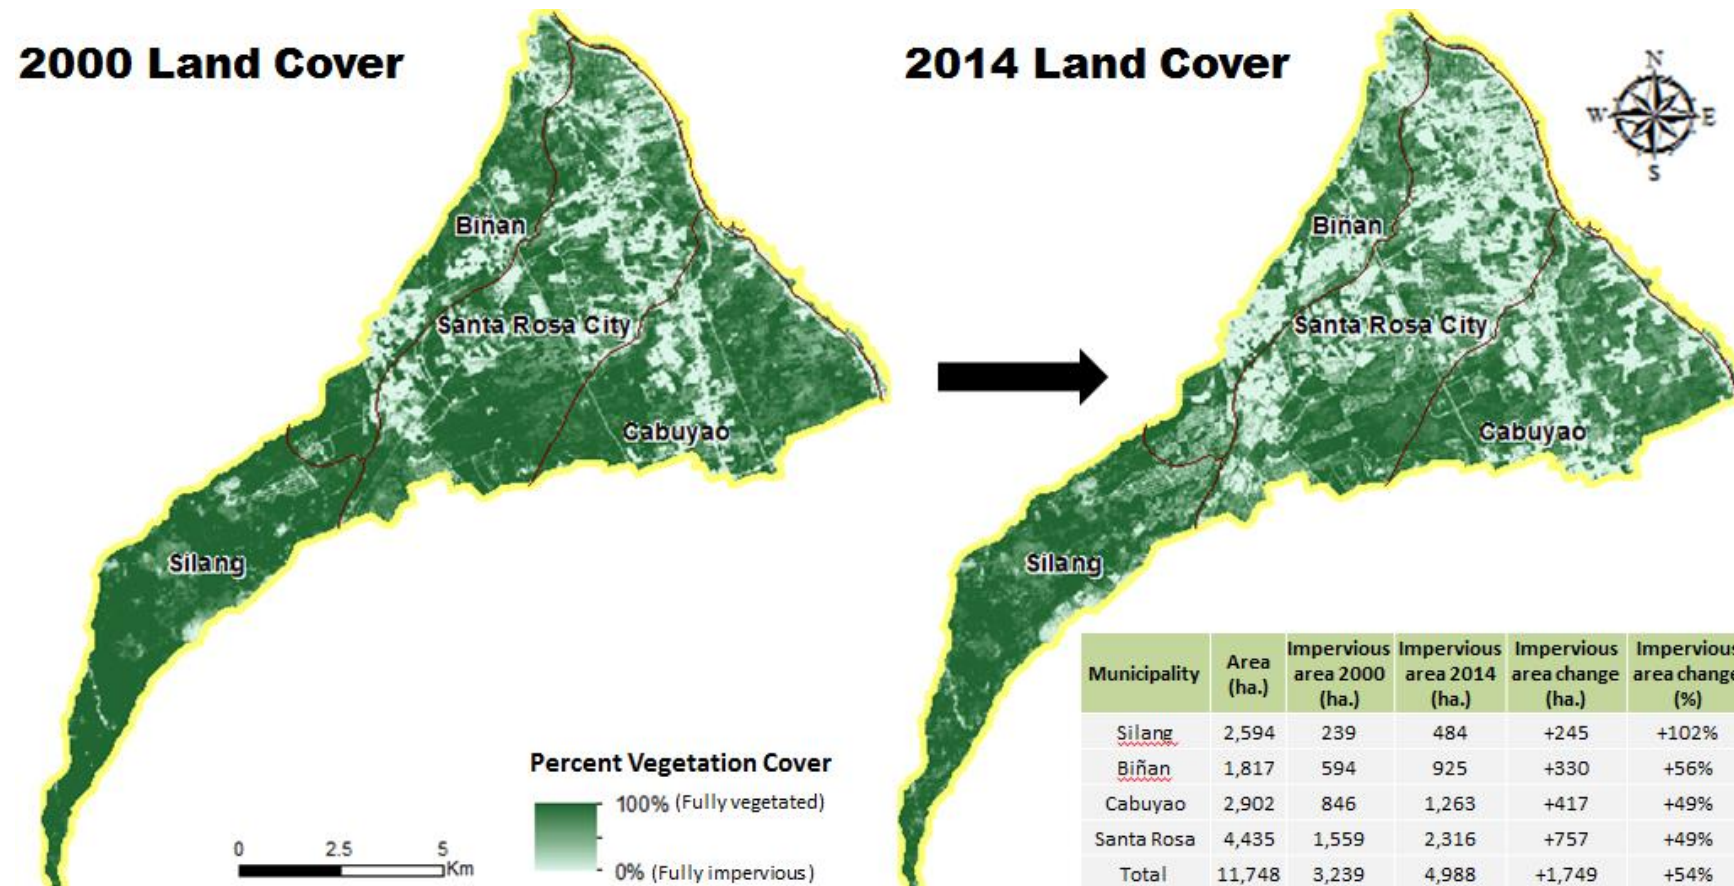 2000 Land Cover
2014 Land Cover
N
W
E
S
Biñan
Santa Rosa City
Cabuyao
Silang
Biñan
Santa Rosa City
Cabuyao
Silang
Percent Vegetation Cover
100% (Fully vegetated)
0% (Fully impervious)
0 2.5 5
Km
Municipality Area (ha.) Impervious area 2000 (ha.) Impervious area 2014 (ha.) Impervious area change (ha.) Impervious area change (%)
Silang 2,594 239 484 +245 +102%
Biñan 1,817 594 925 +330 +56%
Cabuyao 2,902 846 1,263 +417 +49%
Santa Rosa 4,435 1,559 2,316 +757 +49%
Total 11,748 3,239 4,988 +1,749 +54%